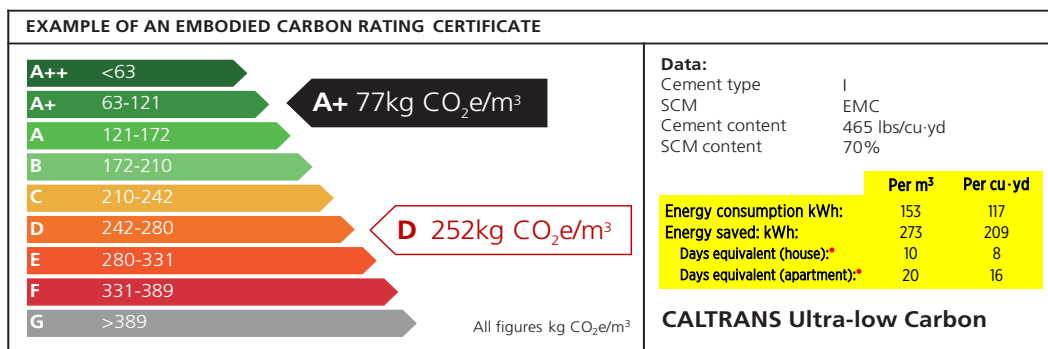 EXAMPLE OF AN EMBODIED CARBON RATING CERTIFICATE
A++ <63
A+ 63-121
A 121-172
B 172-210
C 210-242
D 242-280
E 280-331
F 331-389
G >389
A+ 77kg CO₂e/m³
D 252kg CO₂e/m³
All figures kg CO₂e/m³
Data:
Cement type I
SCM EMC
Cement content 465 lbs/cu·yd
SCM content 70%
Per m³ Per cu·yd
Energy consumption kWh: 153 117
Energy saved: kWh: 273 209
Days equivalent (house):* 10 8
Days equivalent (apartment):* 20 16
CALTRANS Ultra-low Carbon